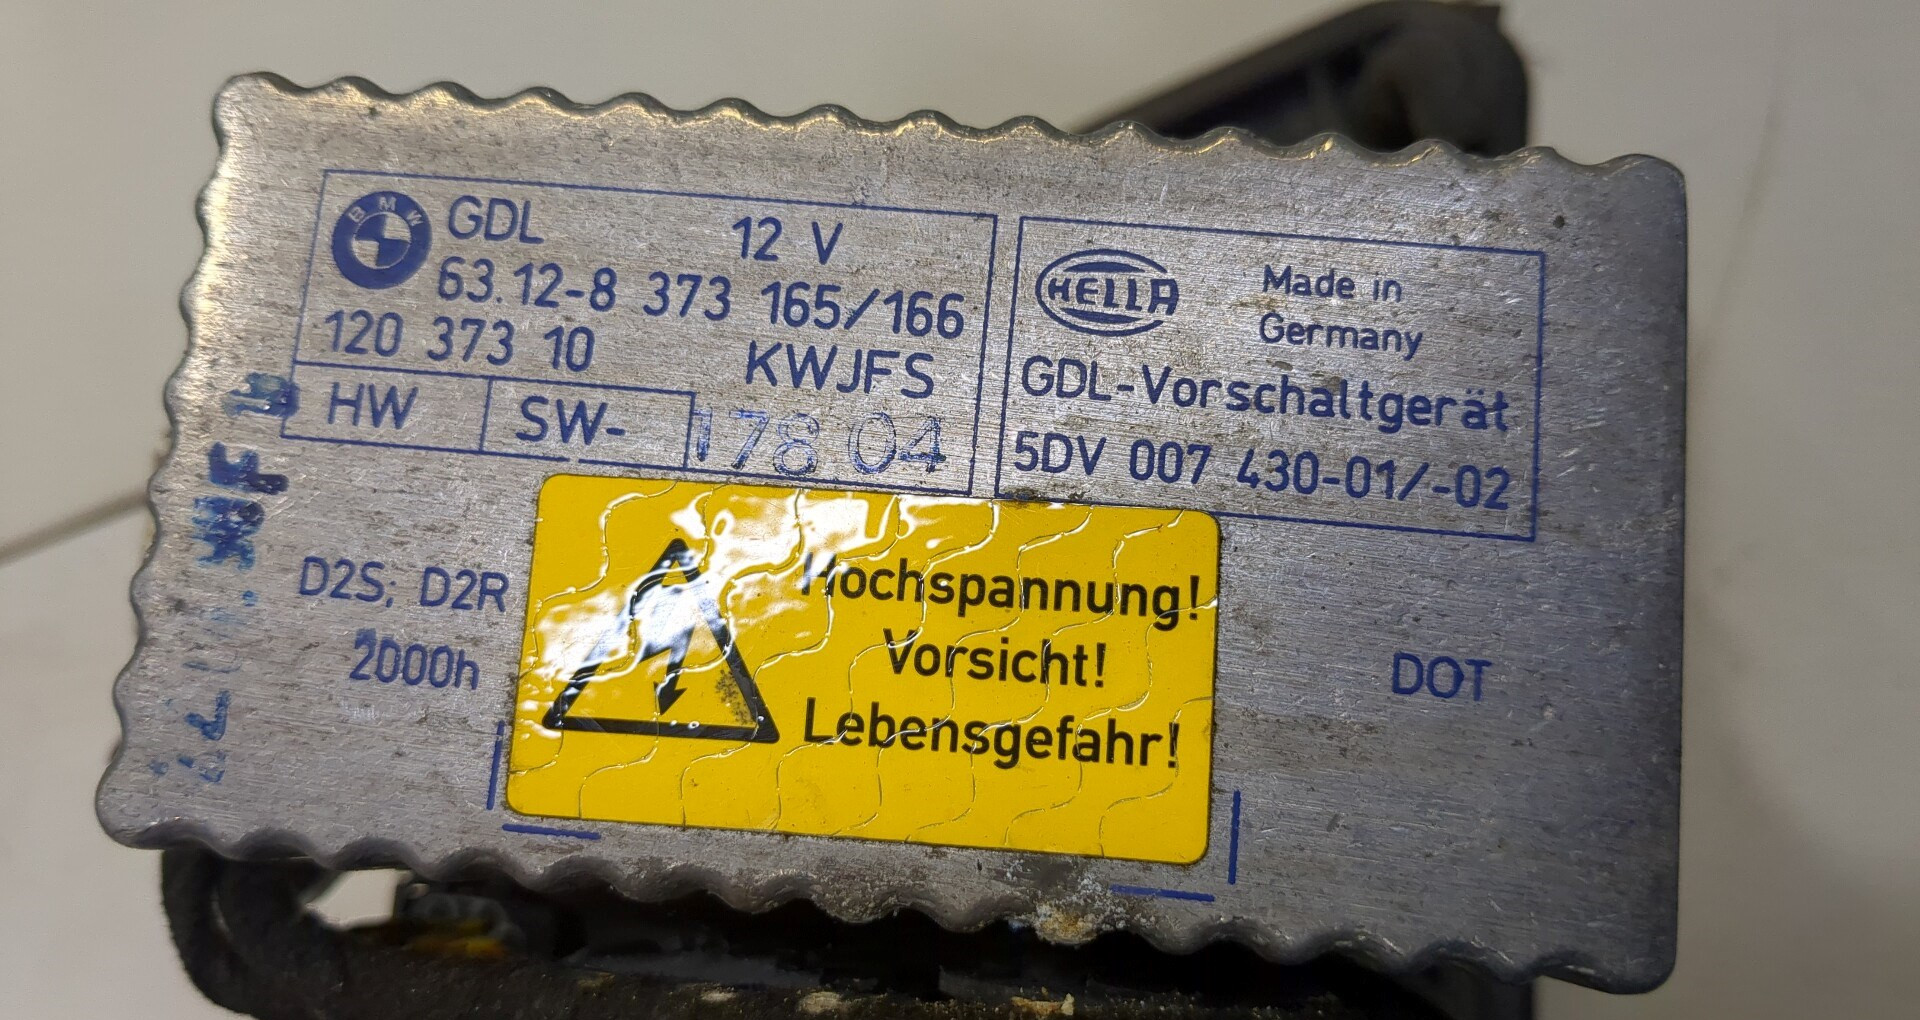 BMW
GDL 12 V
63.12-8 373 165/166
120 373 10 KWJFS
HW SW- 178 04
HELLA
Made in
Germany
GDL-Vorschaltgerät
5DV 007 430-01/-02
D2S; D2R
2000h
Hochspannung!
Vorsicht!
Lebensgefahr!
DOT